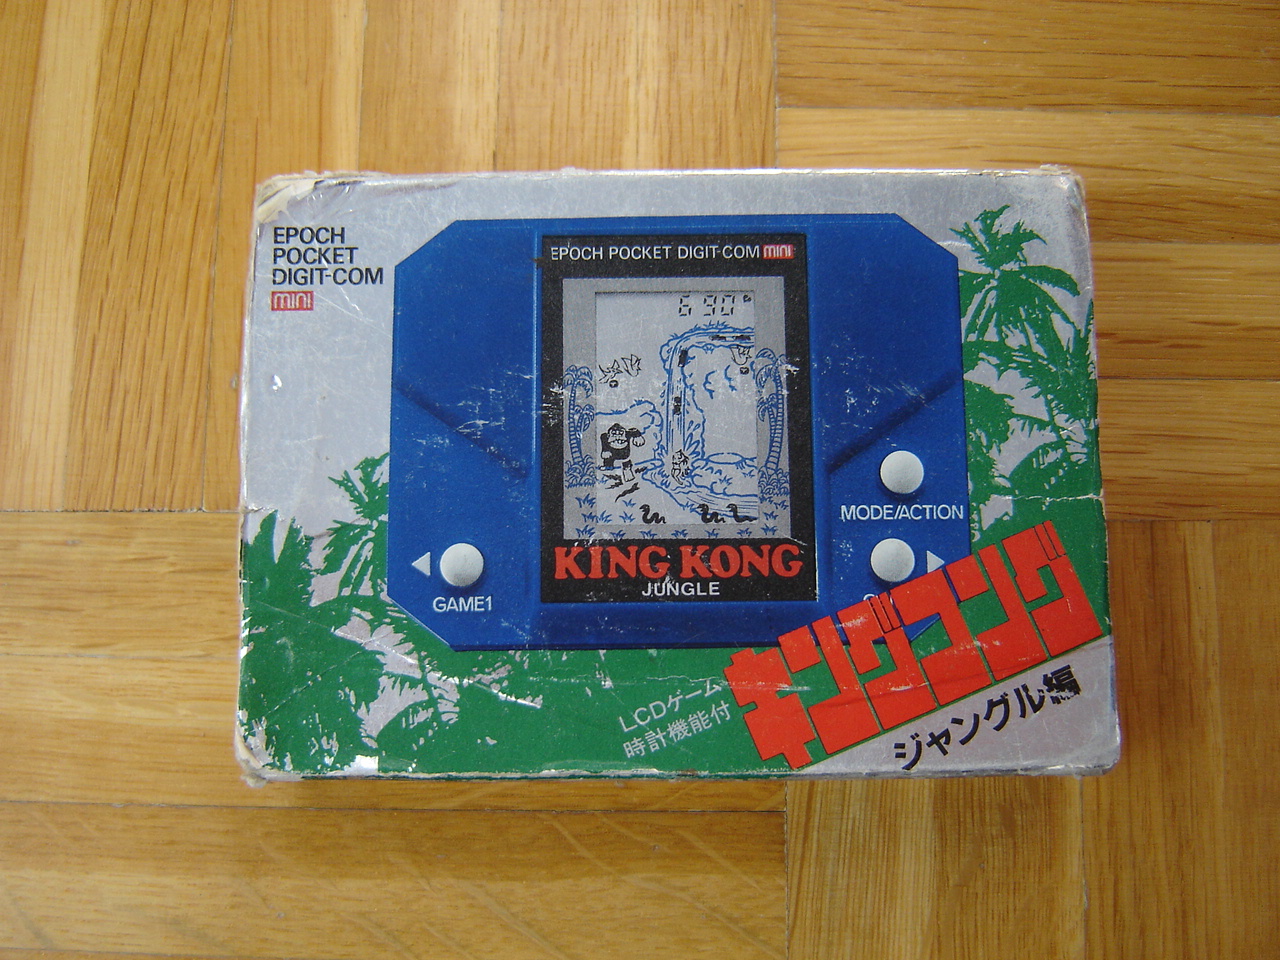 EPOCH
POCKET
DIGIT-COM
mini
EPOCH POCKET DIGIT-COM mini
6 90
KING KONG
JUNGLE
MODE/ACTION
GAME1
キングコング
ジャングル編
LCDゲーム
時計機能付